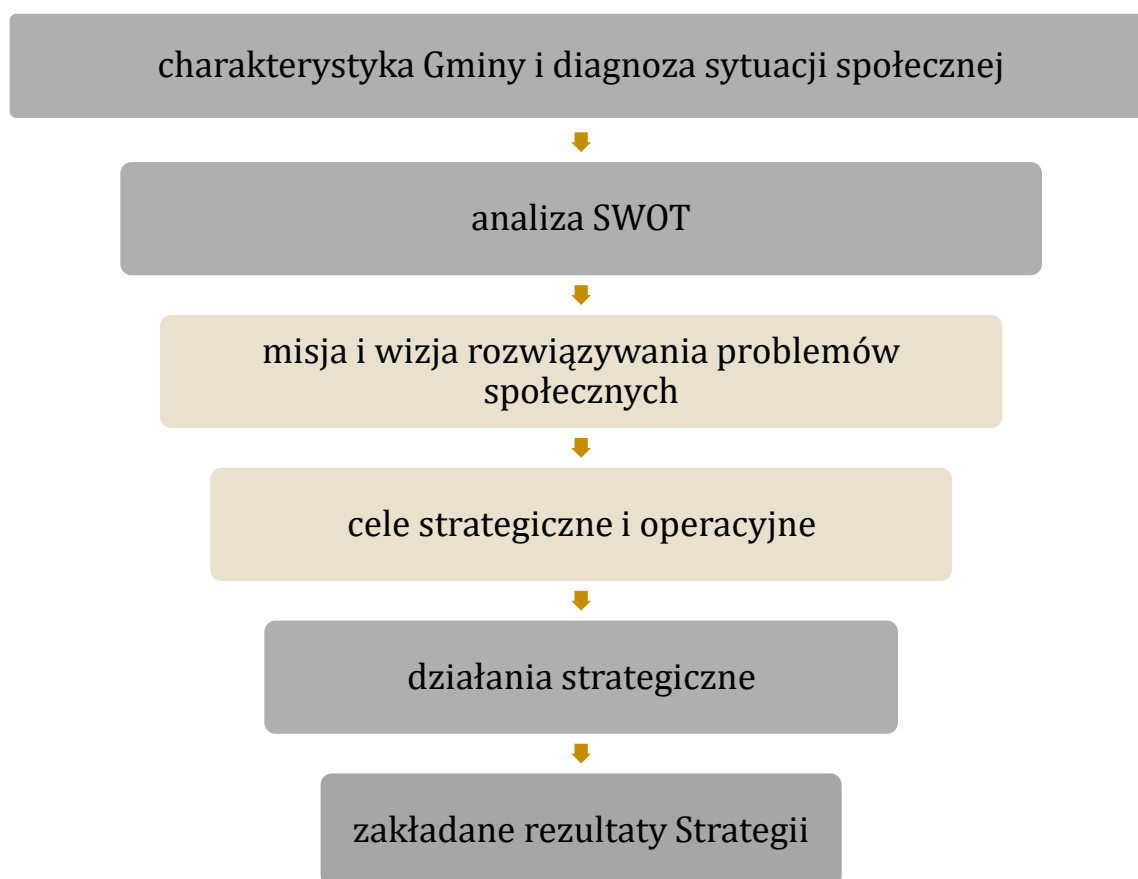 charakterystyka Gminy i diagnoza sytuacji społecznej
analiza SWOT
misja i wizja rozwiązywania problemów
społecznych
cele strategiczne i operacyjne
działania strategiczne
zakładane rezultaty Strategii